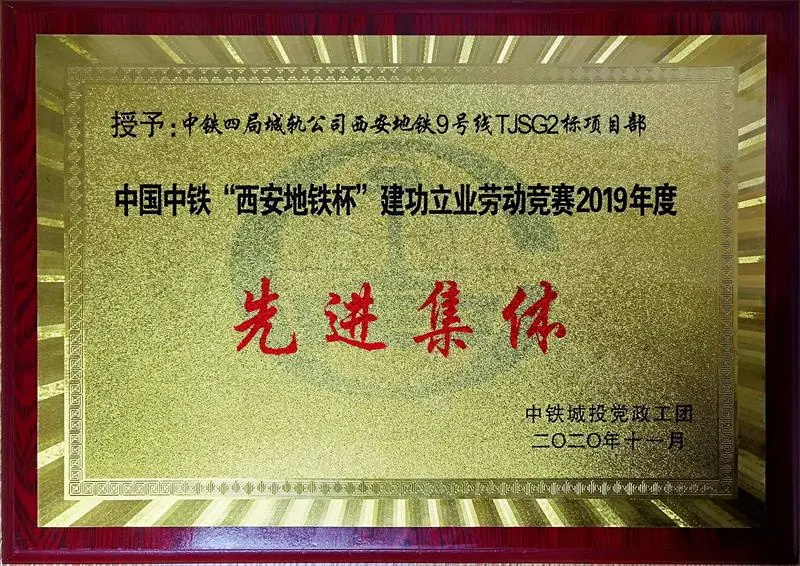 授予:中铁四局城轨公司西安地铁9号线TJSG2标项目部
中国中铁“西安地铁杯”建功立业劳动竞赛2019年度
先进集体
中铁城投党政工团
二〇二〇年十一月